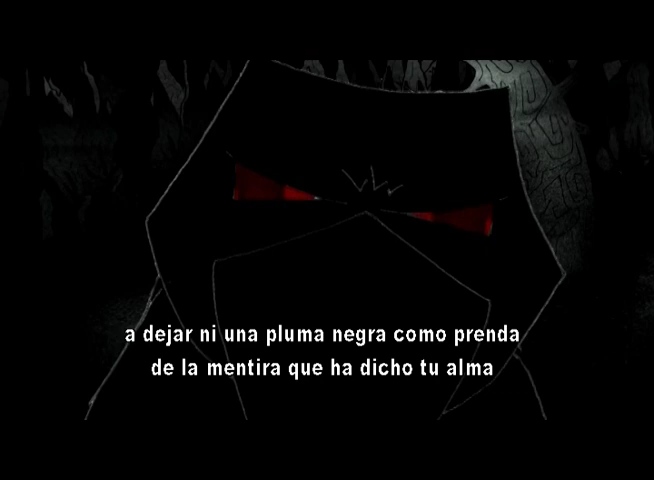 a dejar ni una pluma negra como prenda
de la mentira que ha dicho tu alma